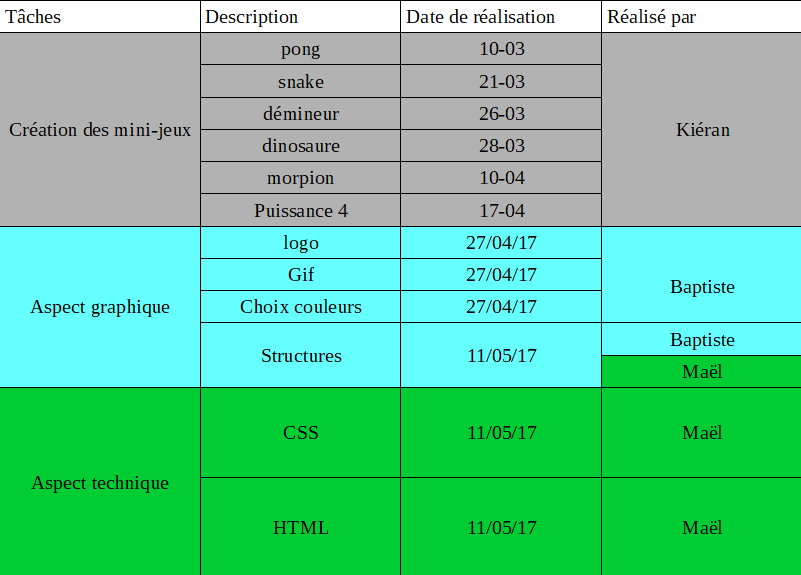 Tâches Description Date de réalisation Réalisé par
pong 10-03
snake 21-03
démineur 26-03
Création des mini-jeux Kiéran
dinosaure 28-03
morpion 10-04
Puissance 4 17-04
logo 27/04/17
Gif 27/04/17
Baptiste
Aspect graphique Choix couleurs 27/04/17
Baptiste
Structures 11/05/17
Maël
CSS 11/05/17 Maël
Aspect technique
HTML 11/05/17 Maël